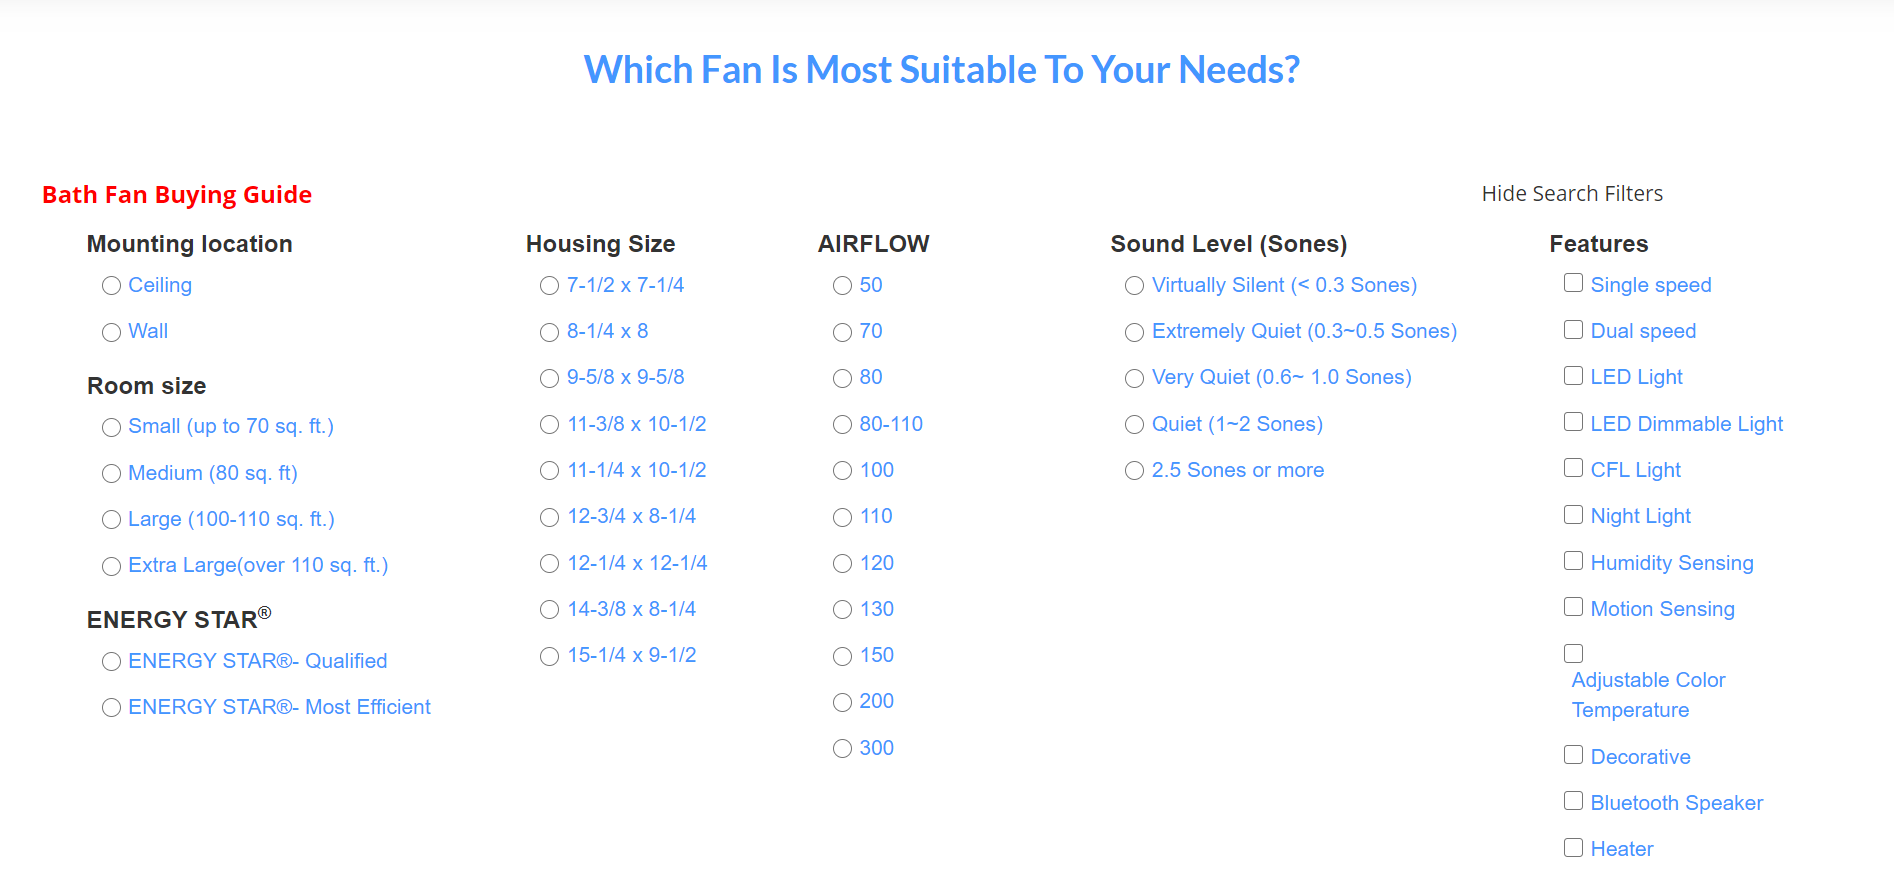 Which Fan Is Most Suitable To Your Needs?
Bath Fan Buying Guide
Hide Search Filters
Mounting location
Ceiling
Wall
Room size
Small (up to 70 sq. ft.)
Medium (80 sq. ft)
Large (100-110 sq. ft.)
Extra Large(over 110 sq. ft.)
ENERGY STAR®
ENERGY STAR®- Qualified
ENERGY STAR®- Most Efficient
Housing Size
7-1/2 x 7-1/4
8-1/4 x 8
9-5/8 x 9-5/8
11-3/8 x 10-1/2
11-1/4 x 10-1/2
12-3/4 x 8-1/4
12-1/4 x 12-1/4
14-3/8 x 8-1/4
15-1/4 x 9-1/2
AIRFLOW
50
70
80
80-110
100
110
120
130
150
200
300
Sound Level (Sones)
Virtually Silent (< 0.3 Sones)
Extremely Quiet (0.3~0.5 Sones)
Very Quiet (0.6~ 1.0 Sones)
Quiet (1~2 Sones)
2.5 Sones or more
Features
Single speed
Dual speed
LED Light
LED Dimmable Light
CFL Light
Night Light
Humidity Sensing
Motion Sensing
Adjustable Color
Temperature
Decorative
Bluetooth Speaker
Heater